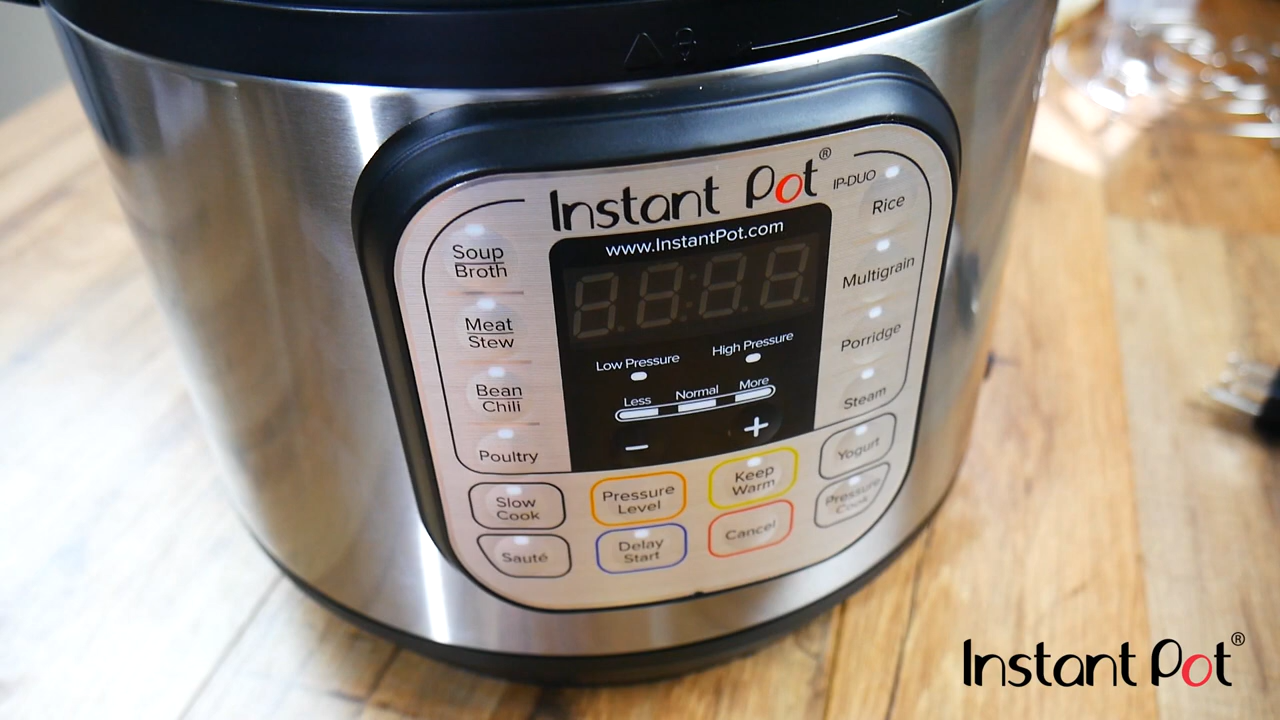 Instant Pot®
IP-DUO
www.InstantPot.com
88:88
Low Pressure
High Pressure
Less
Normal
More
−
+
Soup
Broth
Meat
Stew
Bean
Chili
Poultry
Slow
Cook
Sauté
Pressure
Level
Delay
Start
Keep
Warm
Cancel
Rice
Multigrain
Porridge
Steam
Yogurt
Pressure
Cook
Instant Pot®